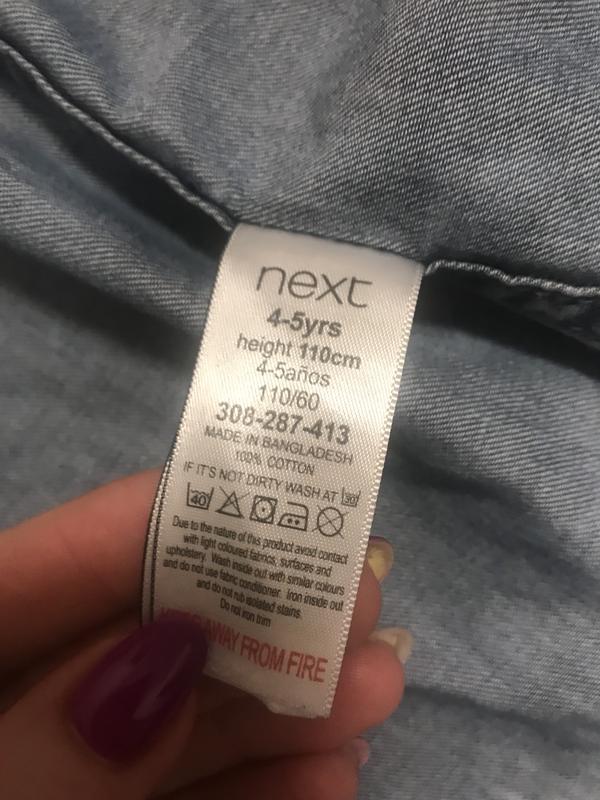 next
4-5yrs
height 110cm
4-5años
110/60
308-287-413
MADE IN BANGLADESH
100% COTTON
IF IT'S NOT DIRTY WASH AT 30°
40°
Due to the nature of this product avoid contact
with light coloured fabrics, surfaces and
upholstery. Wash inside out with similar colours
and do not use fabric conditioner. Iron inside out
and do not rub isolated stains.
Do not iron trim
AWAY FROM FIRE